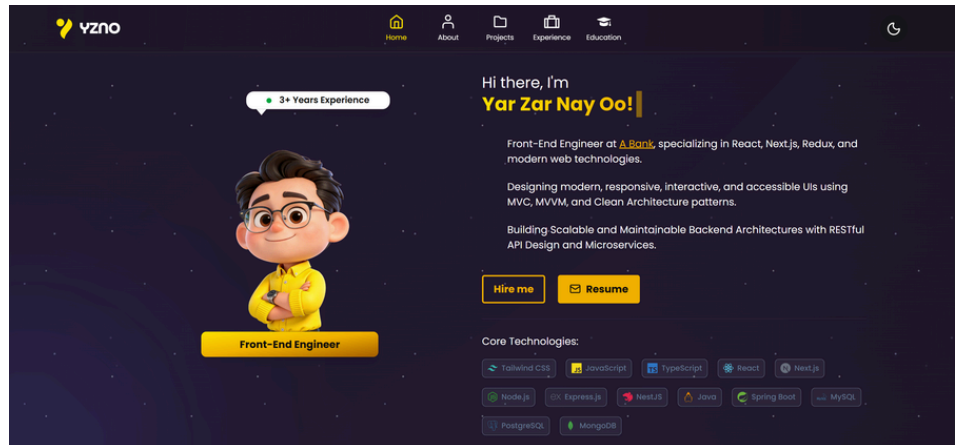 YZNO
Home About Projects Experience Education
3+ Years Experience
Front-End Engineer
Hi there, I'm
Yar Zar Nay Oo!
Front-End Engineer at A Bank, specializing in React, Next.js, Redux, and
modern web technologies.
Designing modern, responsive, interactive, and accessible UIs using
MVC, MVVM, and Clean Architecture patterns.
Building Scalable and Maintainable Backend Architectures with RESTful
API Design and Microservices.
Hire me Resume
Core Technologies:
Tailwind CSS JS JavaScript TS TypeScript React N Next.js
Node.js ex Express.js NestJS Java Spring Boot MySQL
PostgreSQL MongoDB